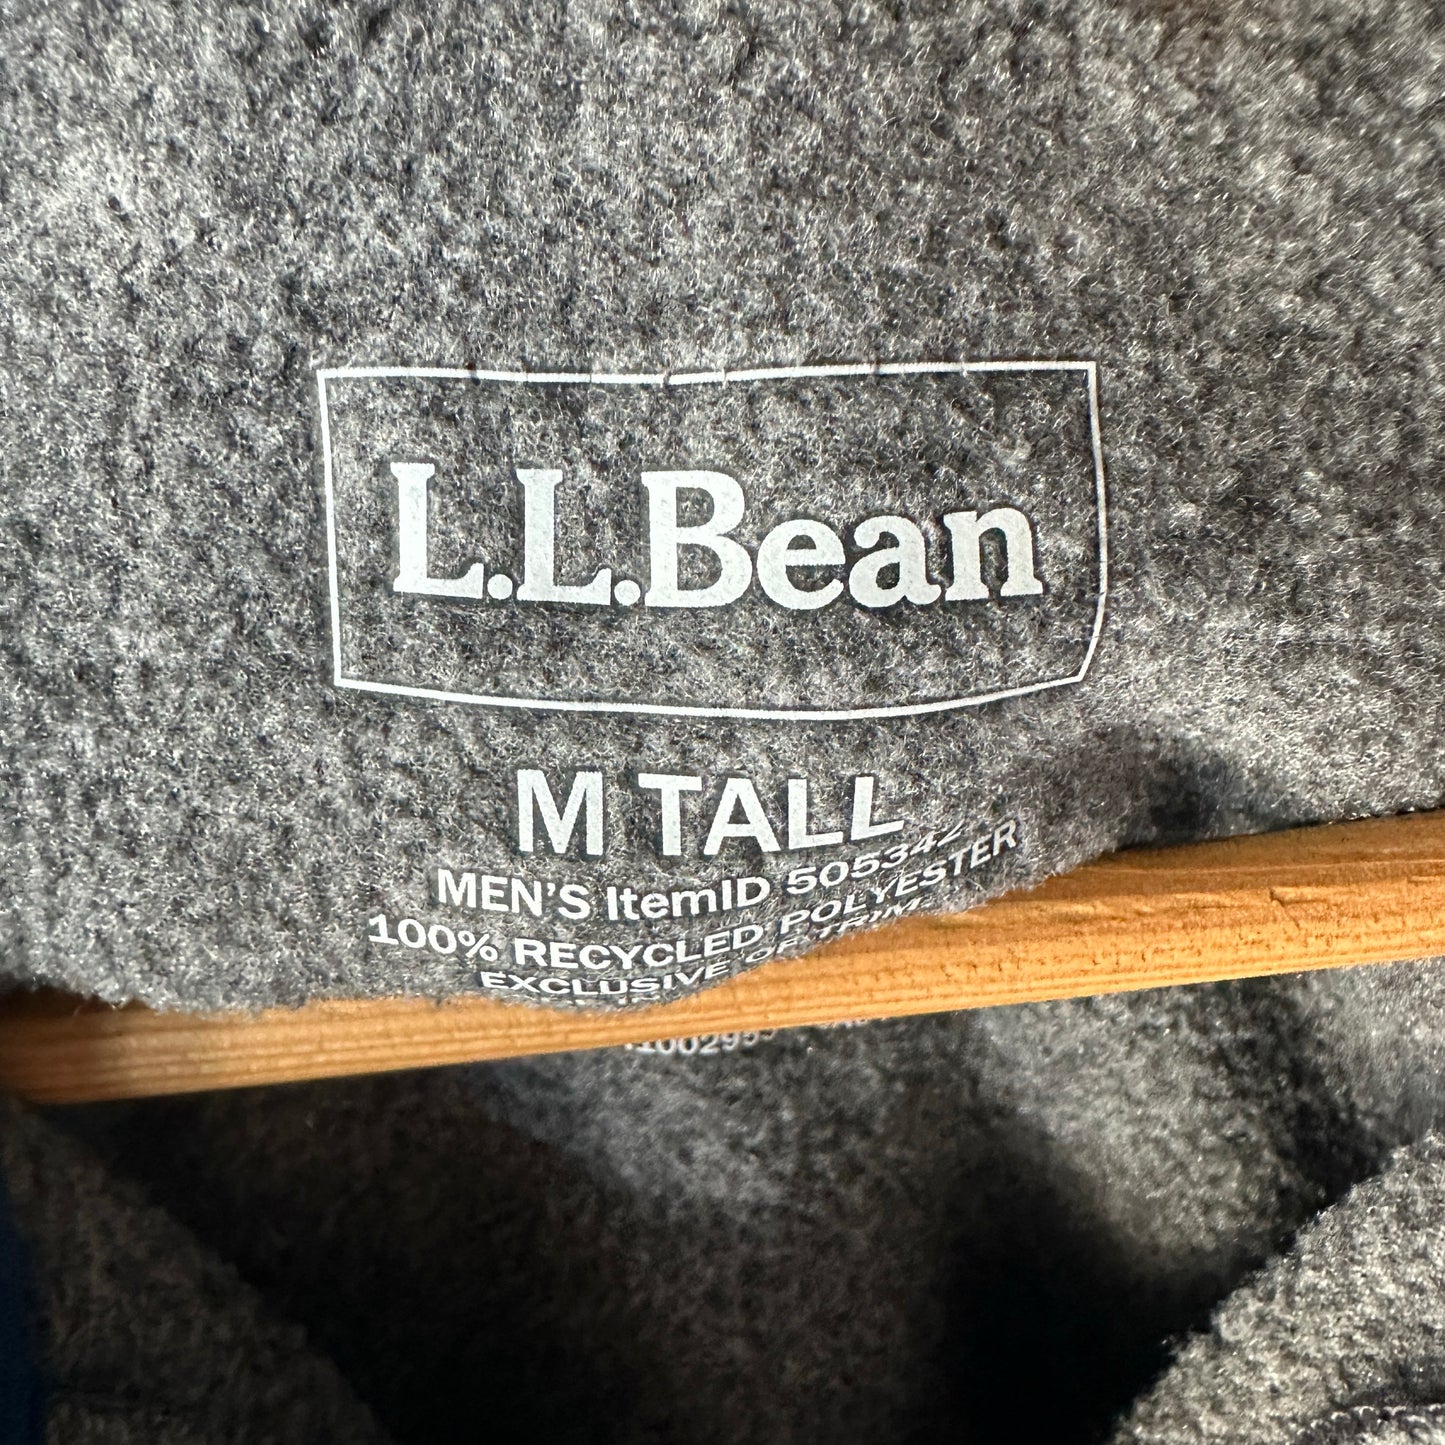 L.L.Bean
M TALL
MEN'S ItemID 505342
100% RECYCLED POLYESTER
EXCLUSIVE OF TRIM